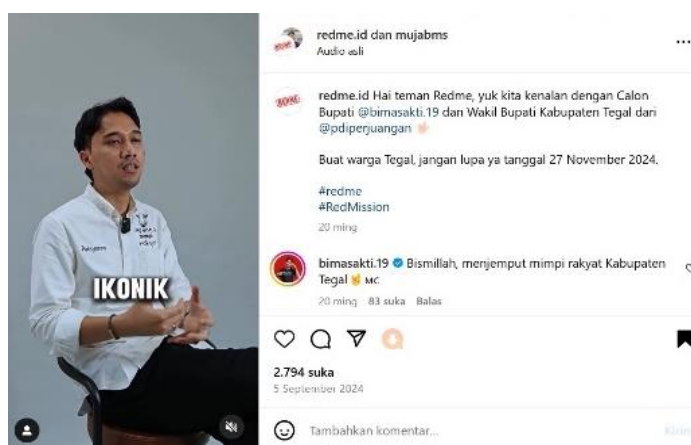 IKONIK
redme.id dan mujabms
Audio asli
redme.id Hai teman Redme, yuk kita kenalan dengan Calon
Bupati @bimasakti.19 dan Wakil Bupati Kabupaten Tegal dari
@pdiperjuangan
Buat warga Tegal, jangan lupa ya tanggal 27 November 2024.
#redme
#RedMission
20 ming
bimasakti.19 Bismillah, menjemput mimpi rakyat Kabupaten
Tegal MC
20 ming 83 suka Balas
2.794 suka
5 September 2024
Tambahkan komentar...
Kirim